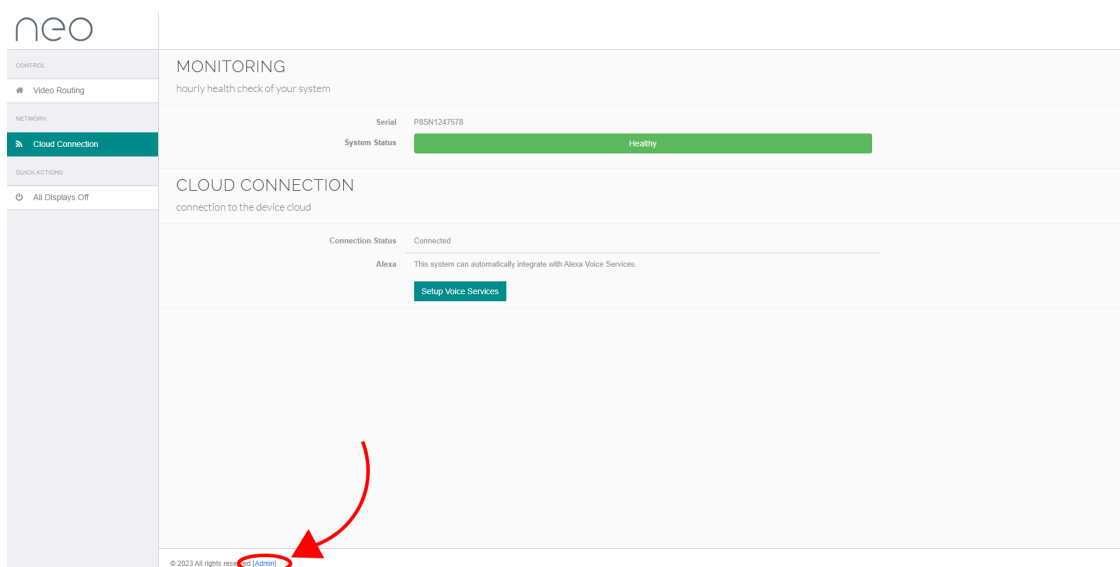 neo
CONTROL
Video Routing
NETWORK
Cloud Connection
QUICK ACTIONS
All Displays Off
MONITORING
hourly health check of your system
Serial P8SN1247578
System Status Healthy
CLOUD CONNECTION
connection to the device cloud
Connection Status Connected
Alexa This system can automatically integrate with Alexa Voice Services.
Setup Voice Services
© 2023 All rights reserved [Admin]